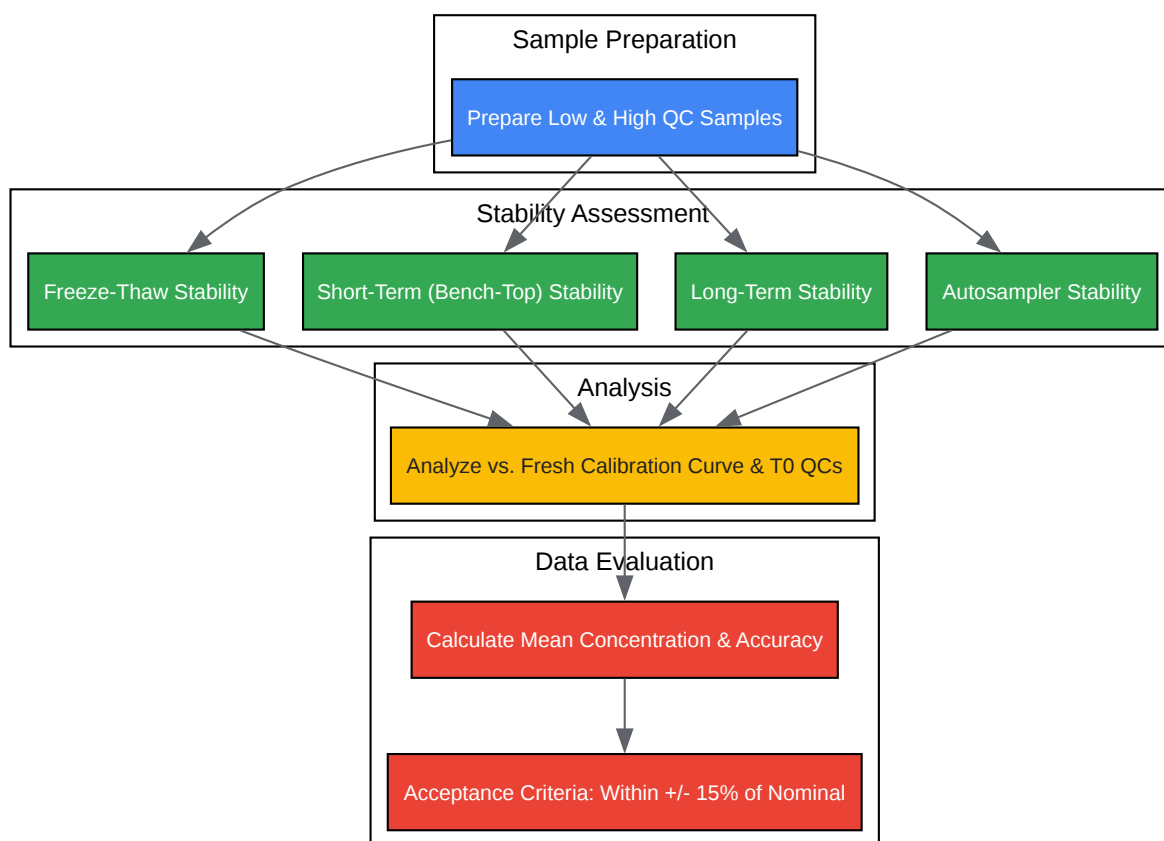 Sample Preparation
Prepare Low & High QC Samples
Stability Assessment
Freeze-Thaw Stability
Short-Term (Bench-Top) Stability
Long-Term Stability
Autosampler Stability
Analysis
Analyze vs. Fresh Calibration Curve & T0 QCs
Data Evaluation
Calculate Mean Concentration & Accuracy
Acceptance Criteria: Within +/- 15% of Nominal